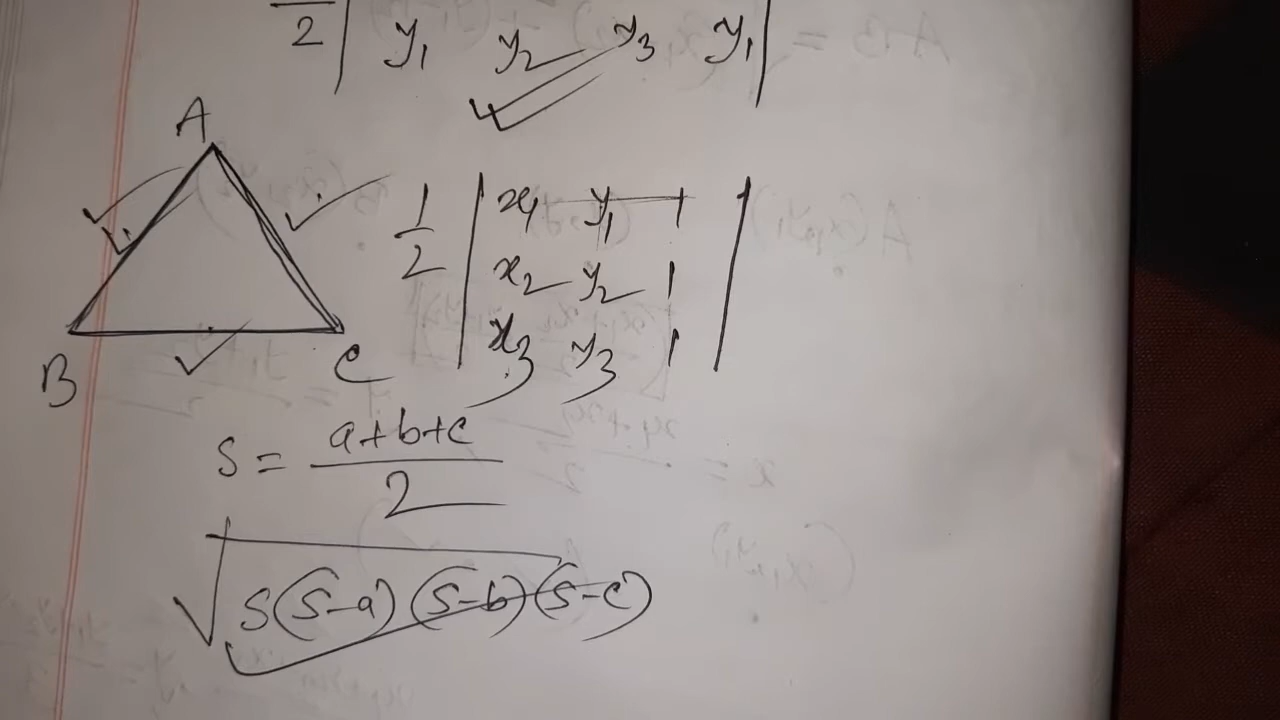 2 | y₁ y₂ y₃ y₁ |
A
1/2 | x₁ y₁ 1 |
| x₂ y₂ 1 |
| x₃ y₃ 1 |
B C
S = (a+b+c)/2
√S(S-a)(S-b)(S-c)